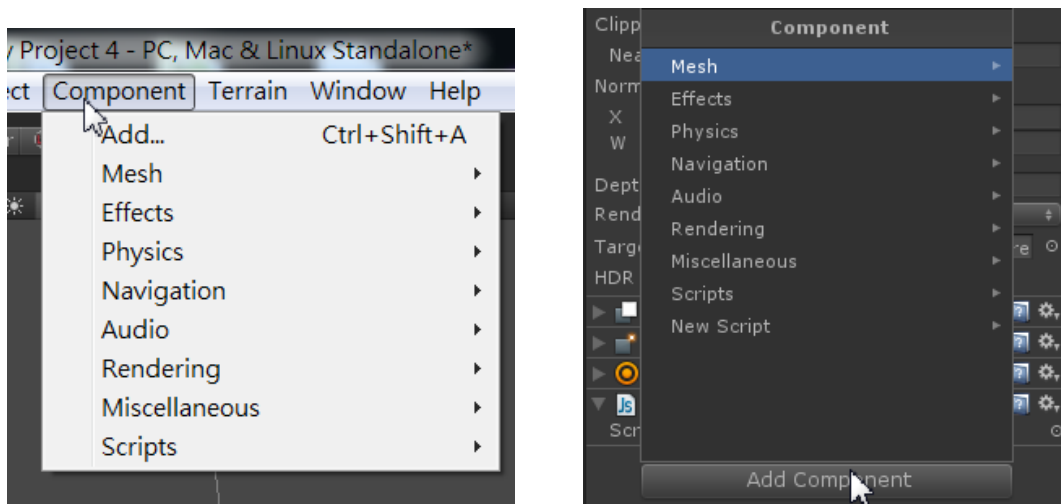 Project 4 - PC, Mac & Linux Standalone*
Component Terrain Window Help
Add... Ctrl+Shift+A
Mesh
Effects
Physics
Navigation
Audio
Rendering
Miscellaneous
Scripts
Clipp
Component
Nea
Mesh
Norm
Effects
X
Physics
W
Navigation
Dept
Audio
Rend
Rendering
Targ
Miscellaneous
re
HDR
Scripts
New Script
Js
Scr
Add Component